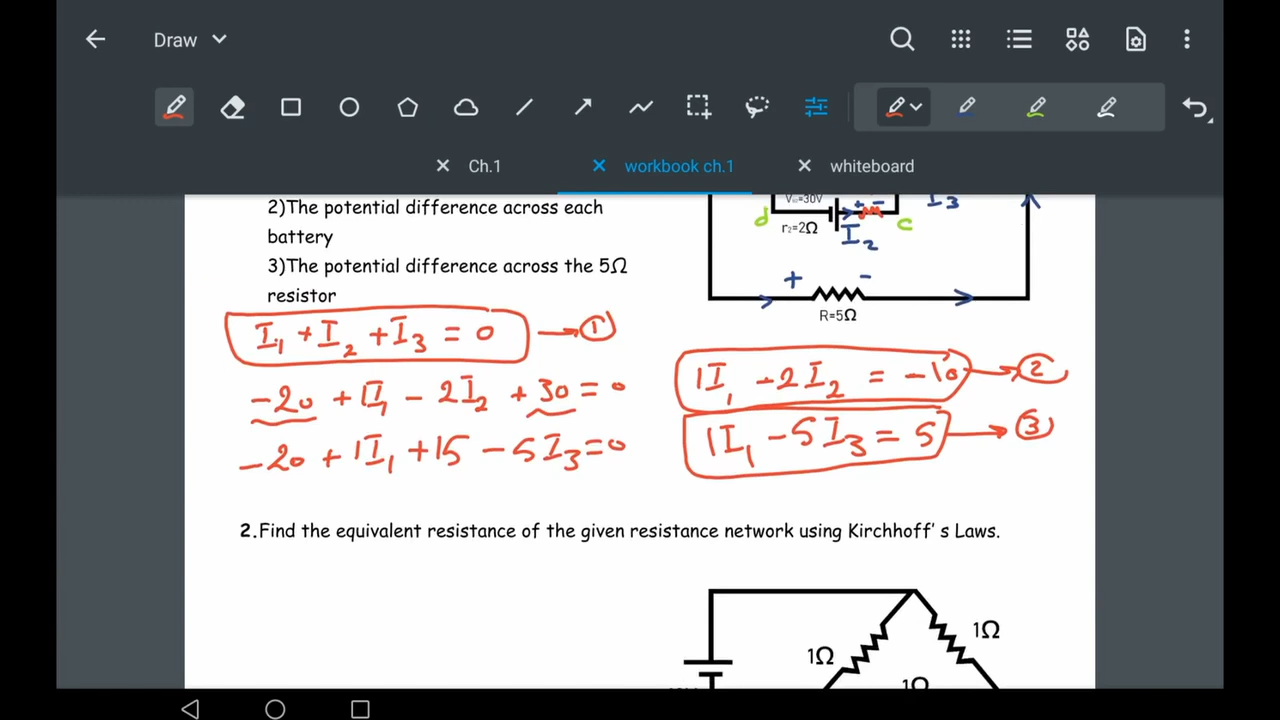 Draw
Ch.1
workbook ch.1
whiteboard
2)The potential difference across each
battery
3)The potential difference across the 5Ω
resistor
=30V
r₂=2Ω
d
c
I₂
I₃
+ -
+ -
R=5Ω
I₁ + I₂ + I₃ = 0 → ①
-20 + 1I₁ - 2I₂ + 30 = 0
-20 + 1I₁ + 15 - 5I₃ = 0
1I₁ - 2I₂ = -10 → ②
1I₁ - 5I₃ = 5 → ③
2.Find the equivalent resistance of the given resistance network using Kirchhoff' s Laws.
1Ω
1Ω
1Ω